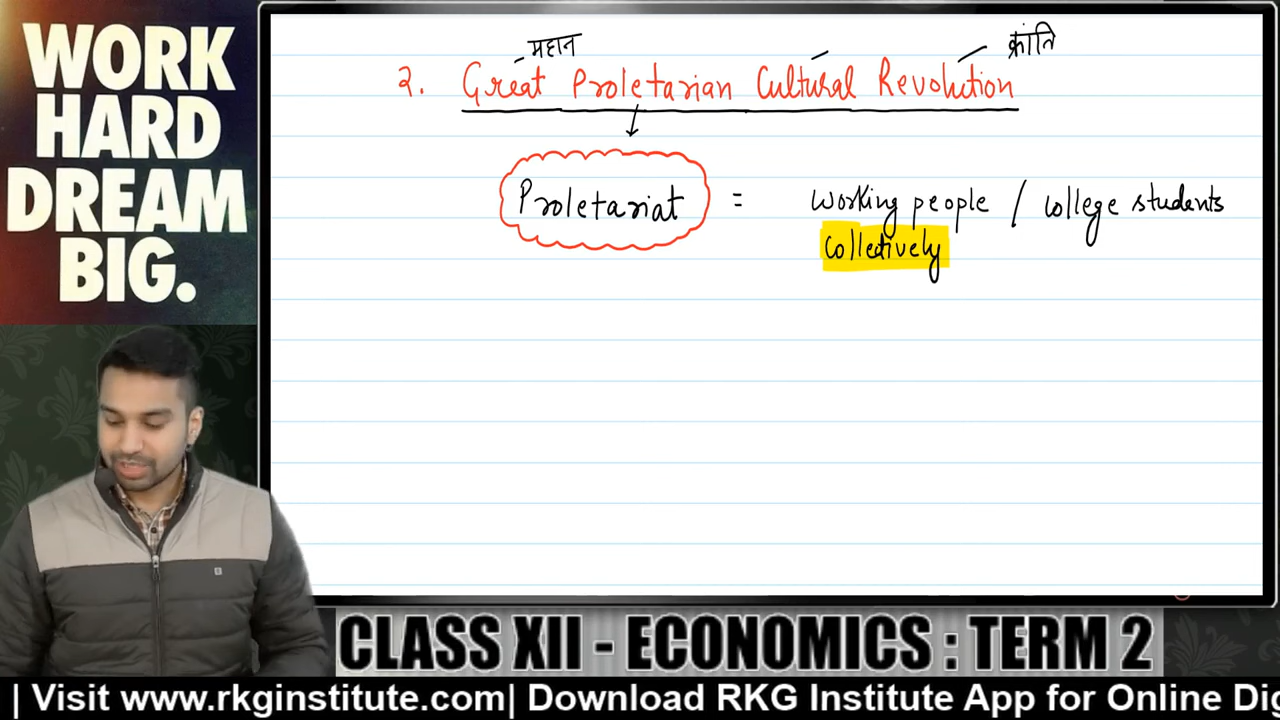 WORK
HARD
DREAM
BIG.
महान
क्रांति
2. Great Proletarian Cultural Revolution
Proletariat = working people / college students
collectively
CLASS XII - ECONOMICS : TERM 2
| Visit www.rkginstitute.com| Download RKG Institute App for Online Dig